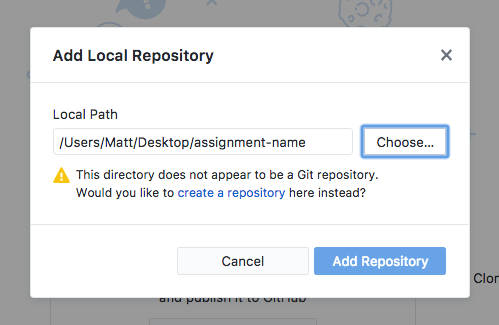 Add Local Repository
Local Path
/Users/Matt/Desktop/assignment-name
Choose...
This directory does not appear to be a Git repository.
Would you like to create a repository here instead?
Cancel
Add Repository
Clon
and publish it to GitHub